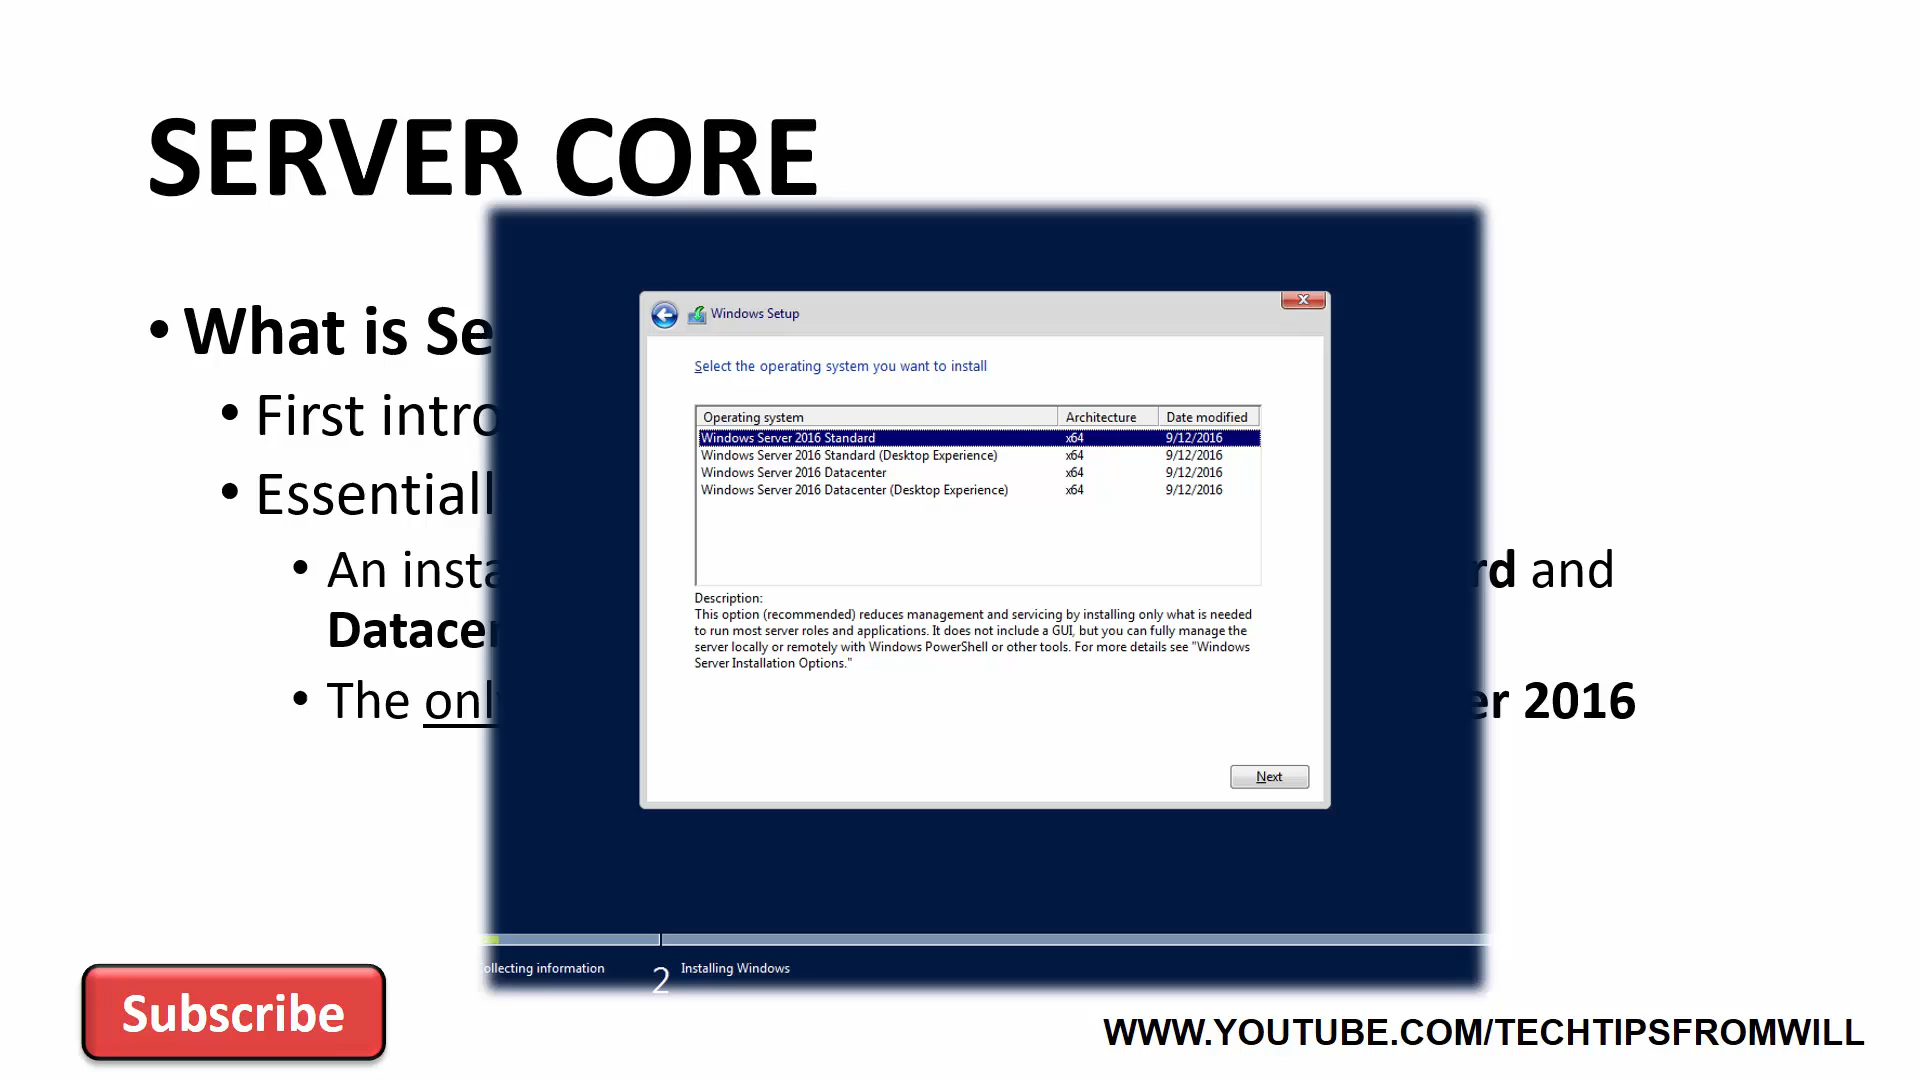 SERVER CORE
• What is Se
• First intro
• Essentiall
• An insta
rd and
Datacen
• The only
er 2016
Windows Setup
Select the operating system you want to install
Operating system Architecture Date modified
Windows Server 2016 Standard x64 9/12/2016
Windows Server 2016 Standard (Desktop Experience) x64 9/12/2016
Windows Server 2016 Datacenter x64 9/12/2016
Windows Server 2016 Datacenter (Desktop Experience) x64 9/12/2016
Description:
This option (recommended) reduces management and servicing by installing only what is needed
to run most server roles and applications. It does not include a GUI, but you can fully manage the
server locally or remotely with Windows PowerShell or other tools. For more details see "Windows
Server Installation Options."
Next
ollecting information
2 Installing Windows
Subscribe
WWW.YOUTUBE.COM/TECHTIPSFROMWILL